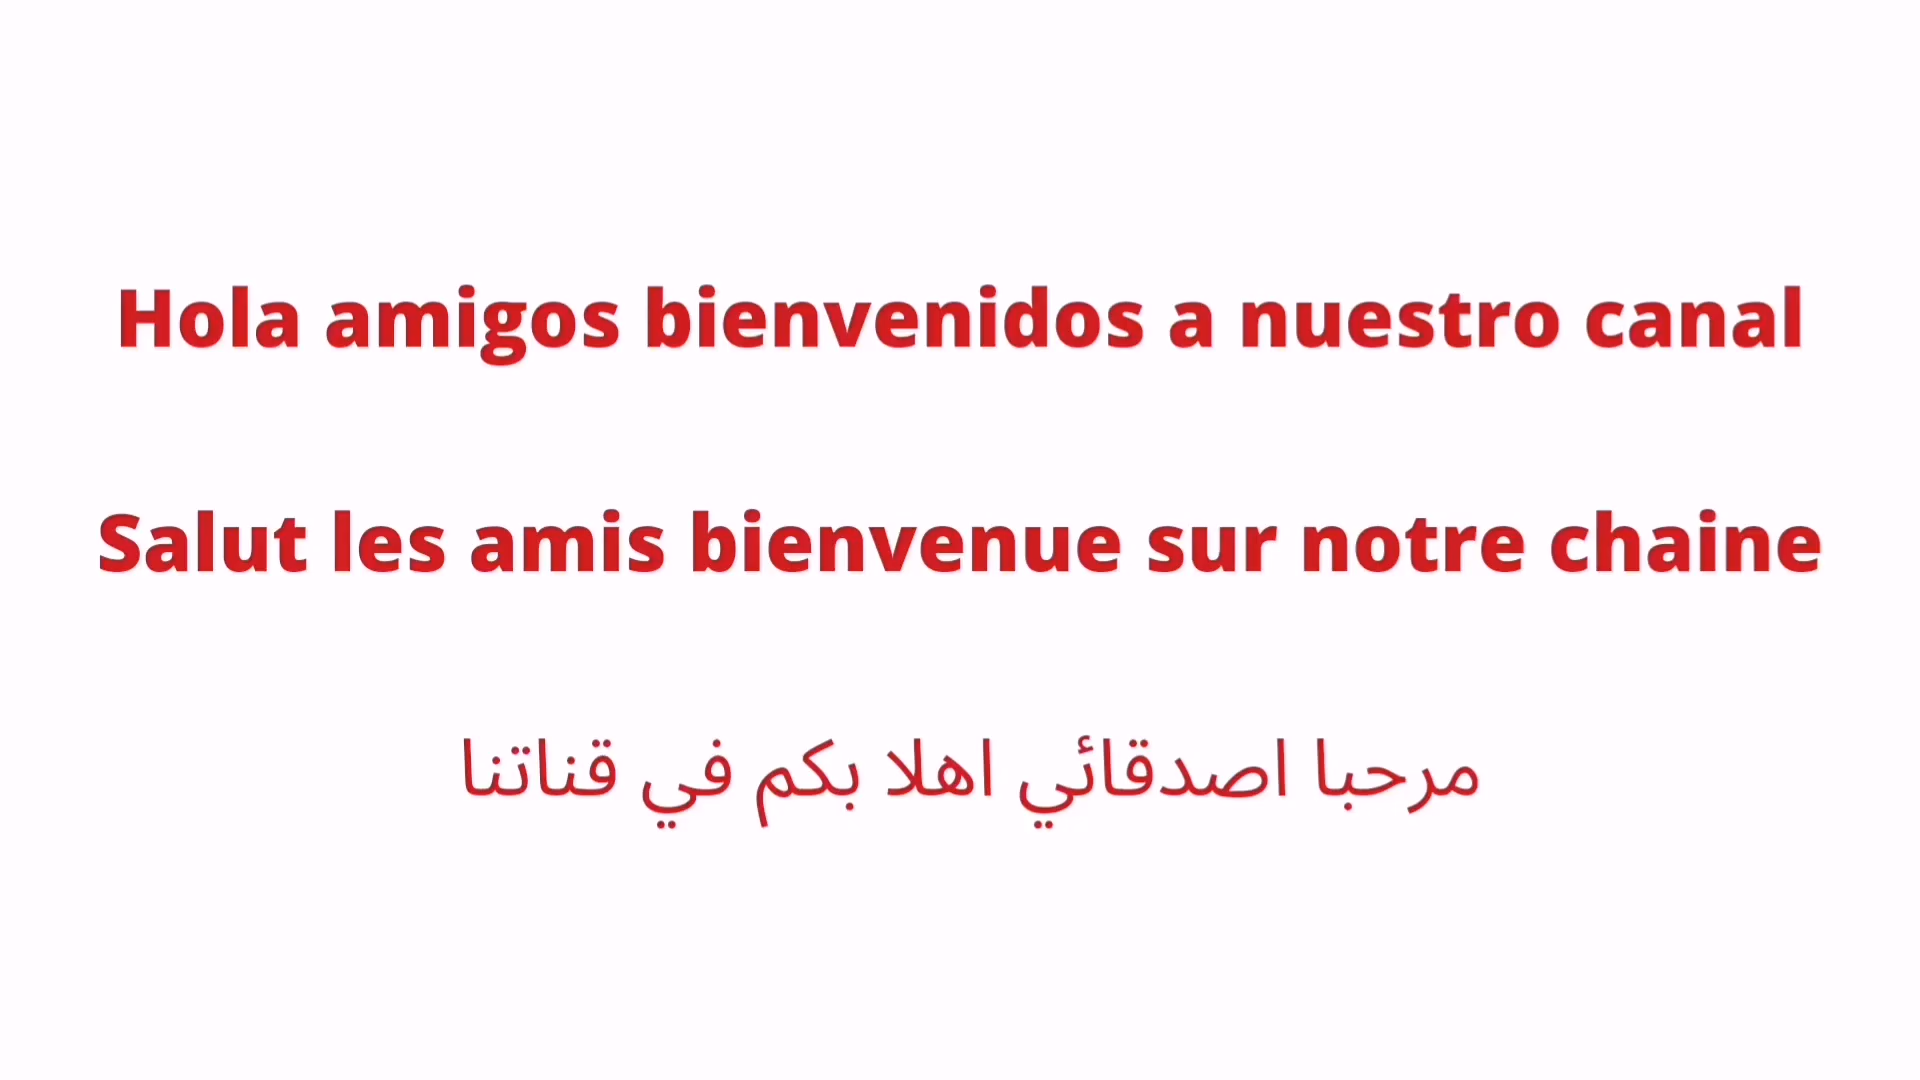 Hola amigos bienvenidos a nuestro canal
Salut les amis bienvenue sur notre chaine
مرحبا اصدقائي اهلا بكم في قناتنا